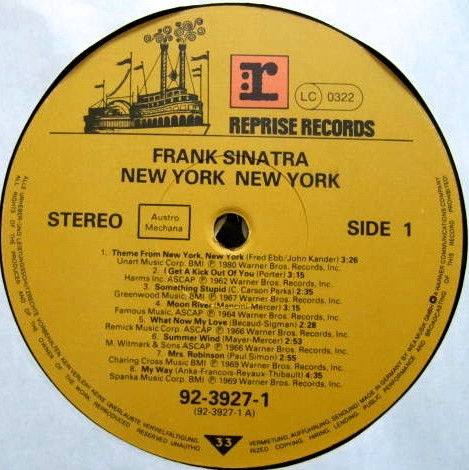 r
LC 0322
REPRISE RECORDS
FRANK SINATRA
NEW YORK NEW YORK
STEREO
Austro
Mechana
SIDE 1
1. Theme From New York, New York (Fred Ebb/John Kander) 3:26
Unart Music Corp. BMI Ⓟ 1980 Warner Bros. Records, Inc.
2. I Get A Kick Out Of You (Porter) 3:15
Harms Inc. ASCAP Ⓟ 1962 Warner Bros. Records, Inc.
3. Something Stupid (C. Carson Parks) 2:35
Greenwood Music, BMI Ⓟ 1967 Warner Bros. Records, Inc.
4. Moon River (Mancini-Mercer) 3:15
Famous Music, ASCAP Ⓟ 1964 Warner Bros. Records, Inc.
5. What Now My Love (Becaud-Sigman) 2:28
Remick Music Corp. ASCAP Ⓟ 1966 Warner Bros. Records, Inc.
6. Summer Wind (Mayer-Mercer) 2:53
M. Witmark & Sons ASCAP Ⓟ 1966 Warner Bros. Records, Inc.
7. Mrs. Robinson (Paul Simon) 2:55
Charing Cross Music BMI Ⓟ 1969 Warner Bros. Records, Inc.
8. My Way (Anka-Francois-Revaux-Thibault) 4:35
Spanka Music Corp. BMI Ⓟ 1969 Warner Bros. Records, Inc.
92-3927-1
(92-3927-1 A)
33